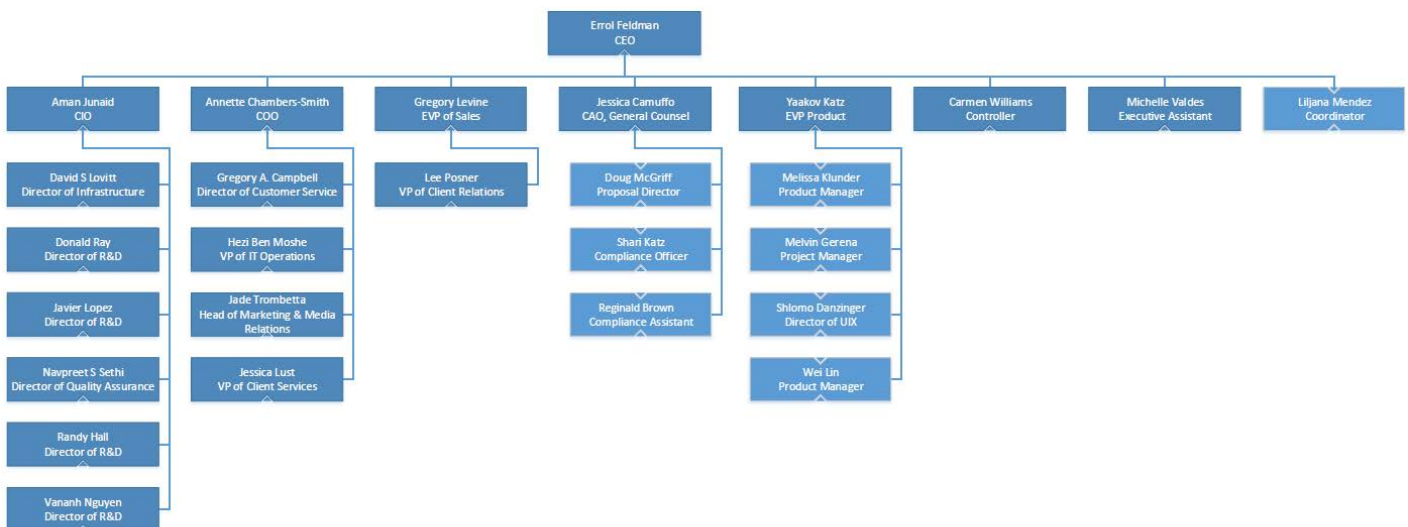 Errol Feldman
CEO
Aman Junaid
CIO
Annette Chambers-Smith
COO
Gregory Levine
EVP of Sales
Jessica Camuffo
CAO, General Counsel
Yaakov Katz
EVP Product
Carmen Williams
Controller
Michelle Valdes
Executive Assistant
Liljana Mendez
Coordinator
David S Lovitt
Director of Infrastructure
Gregory A. Campbell
Director of Customer Service
Lee Posner
VP of Client Relations
Doug McGriff
Proposal Director
Melissa Klunder
Product Manager
Donald Ray
Director of R&D
Hezi Ben Moshe
VP of IT Operations
Shari Katz
Compliance Officer
Melvin Gerena
Project Manager
Javier Lopez
Director of R&D
Jade Trombetta
Head of Marketing & Media
Relations
Reginald Brown
Compliance Assistant
Shlomo Danzinger
Director of UIX
Navpreet S Sethi
Director of Quality Assurance
Jessica Lust
VP of Client Services
Wei Lin
Product Manager
Randy Hall
Director of R&D
Vananh Nguyen
Director of R&D